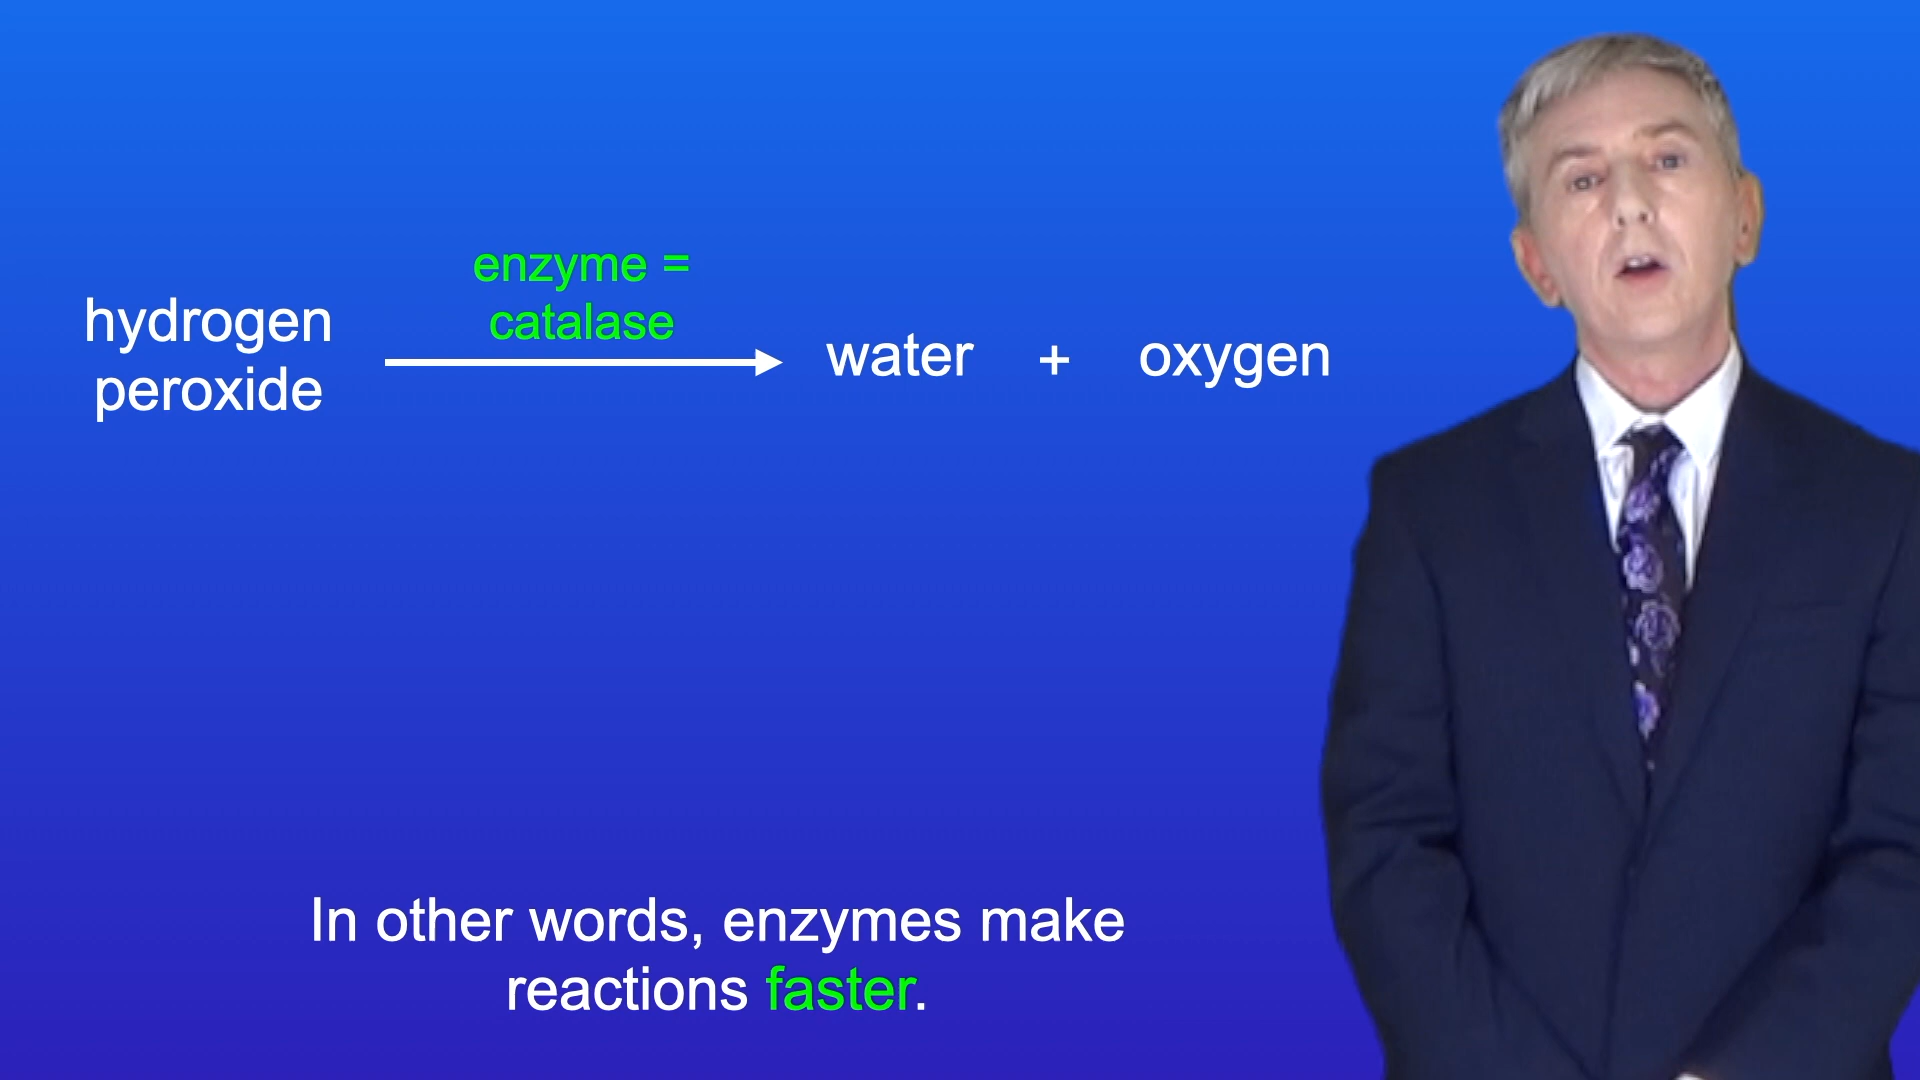 enzyme =
catalase
hydrogen
peroxide
water + oxygen
In other words, enzymes make
reactions faster.